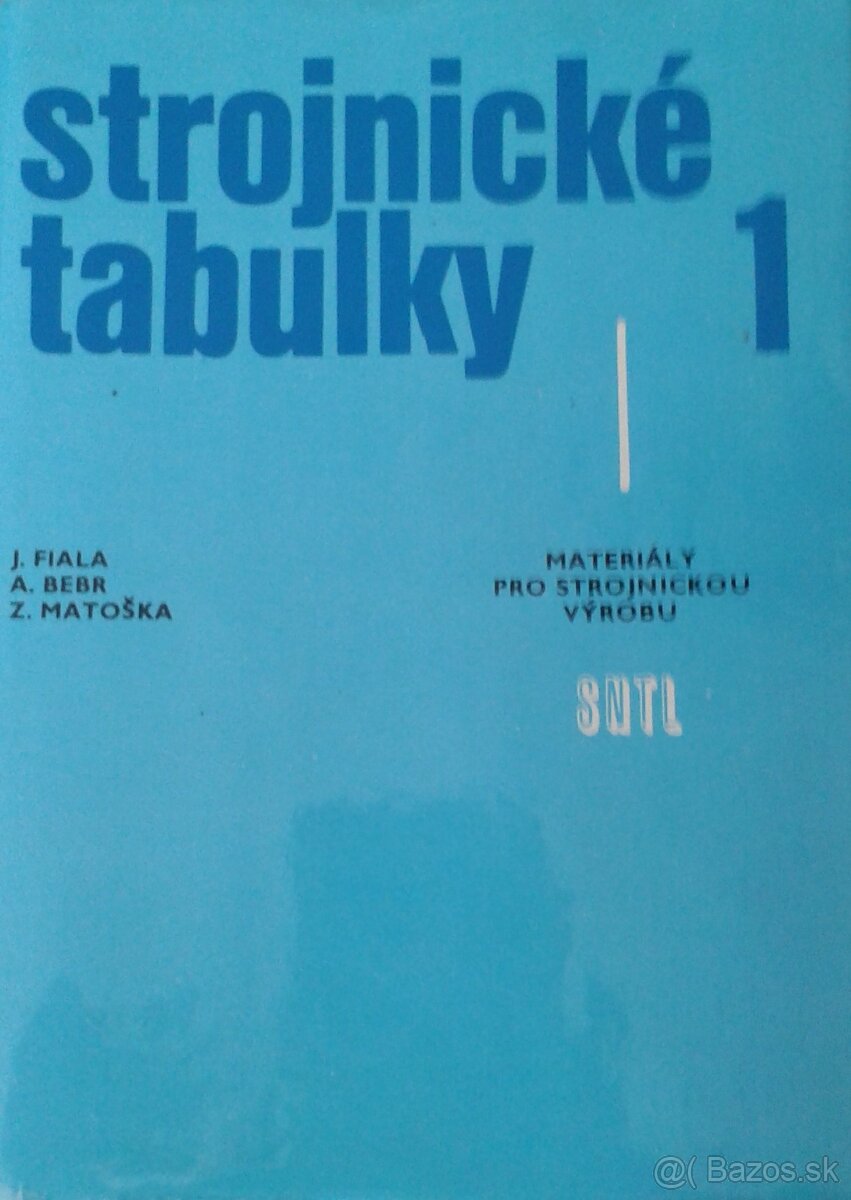 strojnické
tabulky 1
J. FIALA
A. BEBR
Z. MATOŠKA
MATERIÁLY
PRO STROJNICKOU
VÝROBU
SNTL
@( Bazos.sk